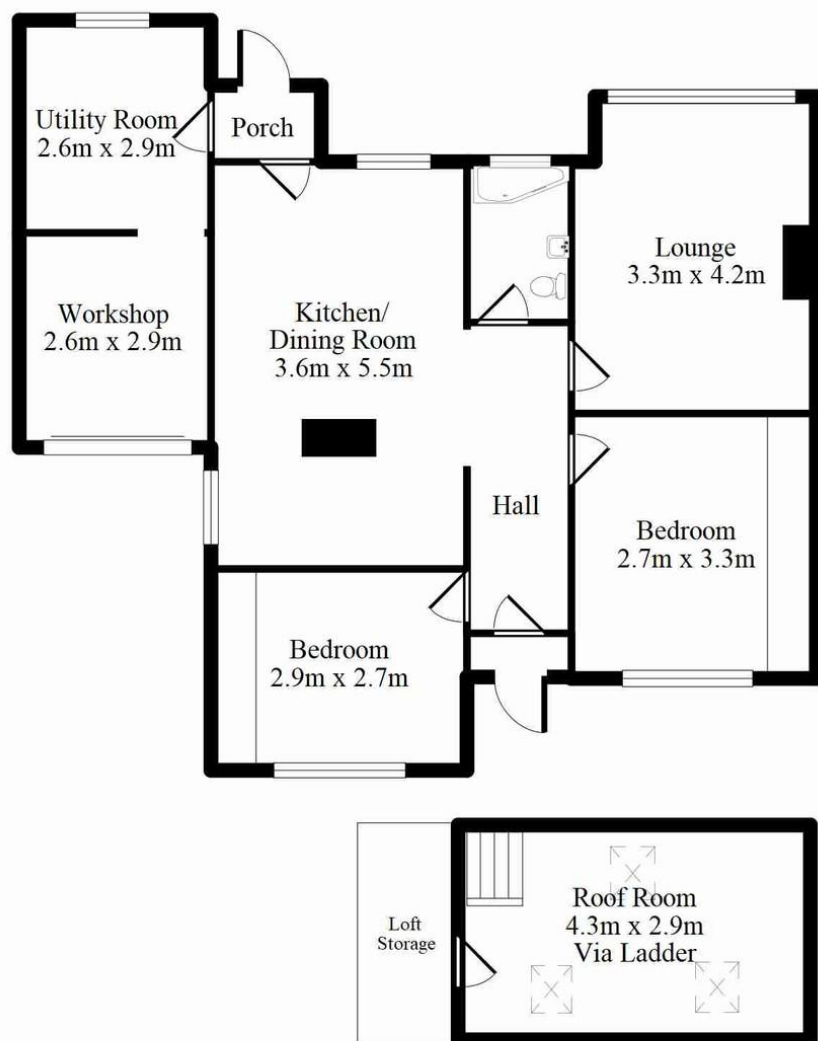 Utility Room
2.6m x 2.9m
Porch
Lounge
3.3m x 4.2m
Workshop
2.6m x 2.9m
Kitchen/
Dining Room
3.6m x 5.5m
Hall
Bedroom
2.7m x 3.3m
Bedroom
2.9m x 2.7m
Loft
Storage
Roof Room
4.3m x 2.9m
Via Ladder